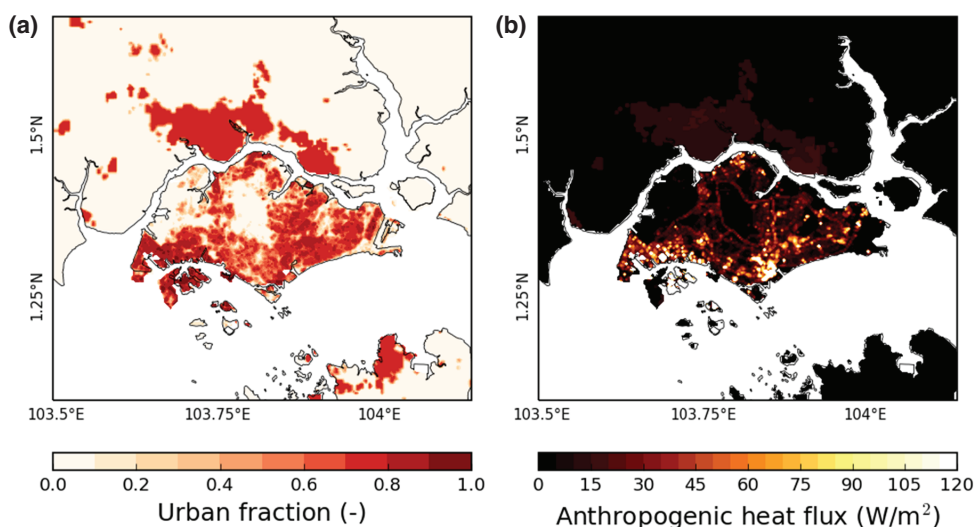 (a)
(b)
1.5°N
1.25°N
103.5°E 103.75°E 104°E
1.5°N
1.25°N
103.5°E 103.75°E 104°E
0.0 0.2 0.4 0.6 0.8 1.0
Urban fraction (-)
0 15 30 45 60 75 90 105 120
Anthropogenic heat flux (W/m²)